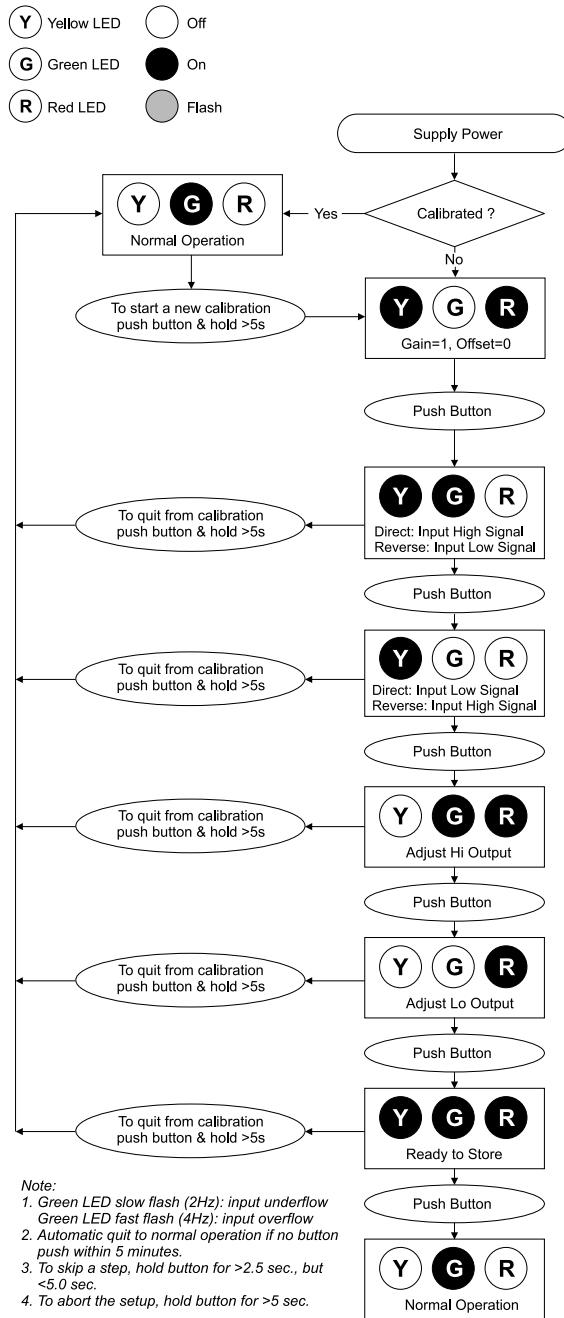 Y Yellow LED Off
G Green LED On
R Red LED Flash
Supply Power
Calibrated ?
Yes
No
Y G R
Normal Operation
To start a new calibration
push button & hold >5s
Y G R
Gain=1, Offset=0
Push Button
Y G R
Direct: Input High Signal
Reverse: Input Low Signal
To quit from calibration
push button & hold >5s
Push Button
Y G R
Direct: Input Low Signal
Reverse: Input High Signal
To quit from calibration
push button & hold >5s
Push Button
Y G R
Adjust Hi Output
To quit from calibration
push button & hold >5s
Push Button
Y G R
Adjust Lo Output
To quit from calibration
push button & hold >5s
Push Button
Y G R
Ready to Store
To quit from calibration
push button & hold >5s
Push Button
Y G R
Normal Operation
Note:
1. Green LED slow flash (2Hz): input underflow
Green LED fast flash (4Hz): input overflow
2. Automatic quit to normal operation if no button
push within 5 minutes.
3. To skip a step, hold button for >2.5 sec., but
<5.0 sec.
4. To abort the setup, hold button for >5 sec.